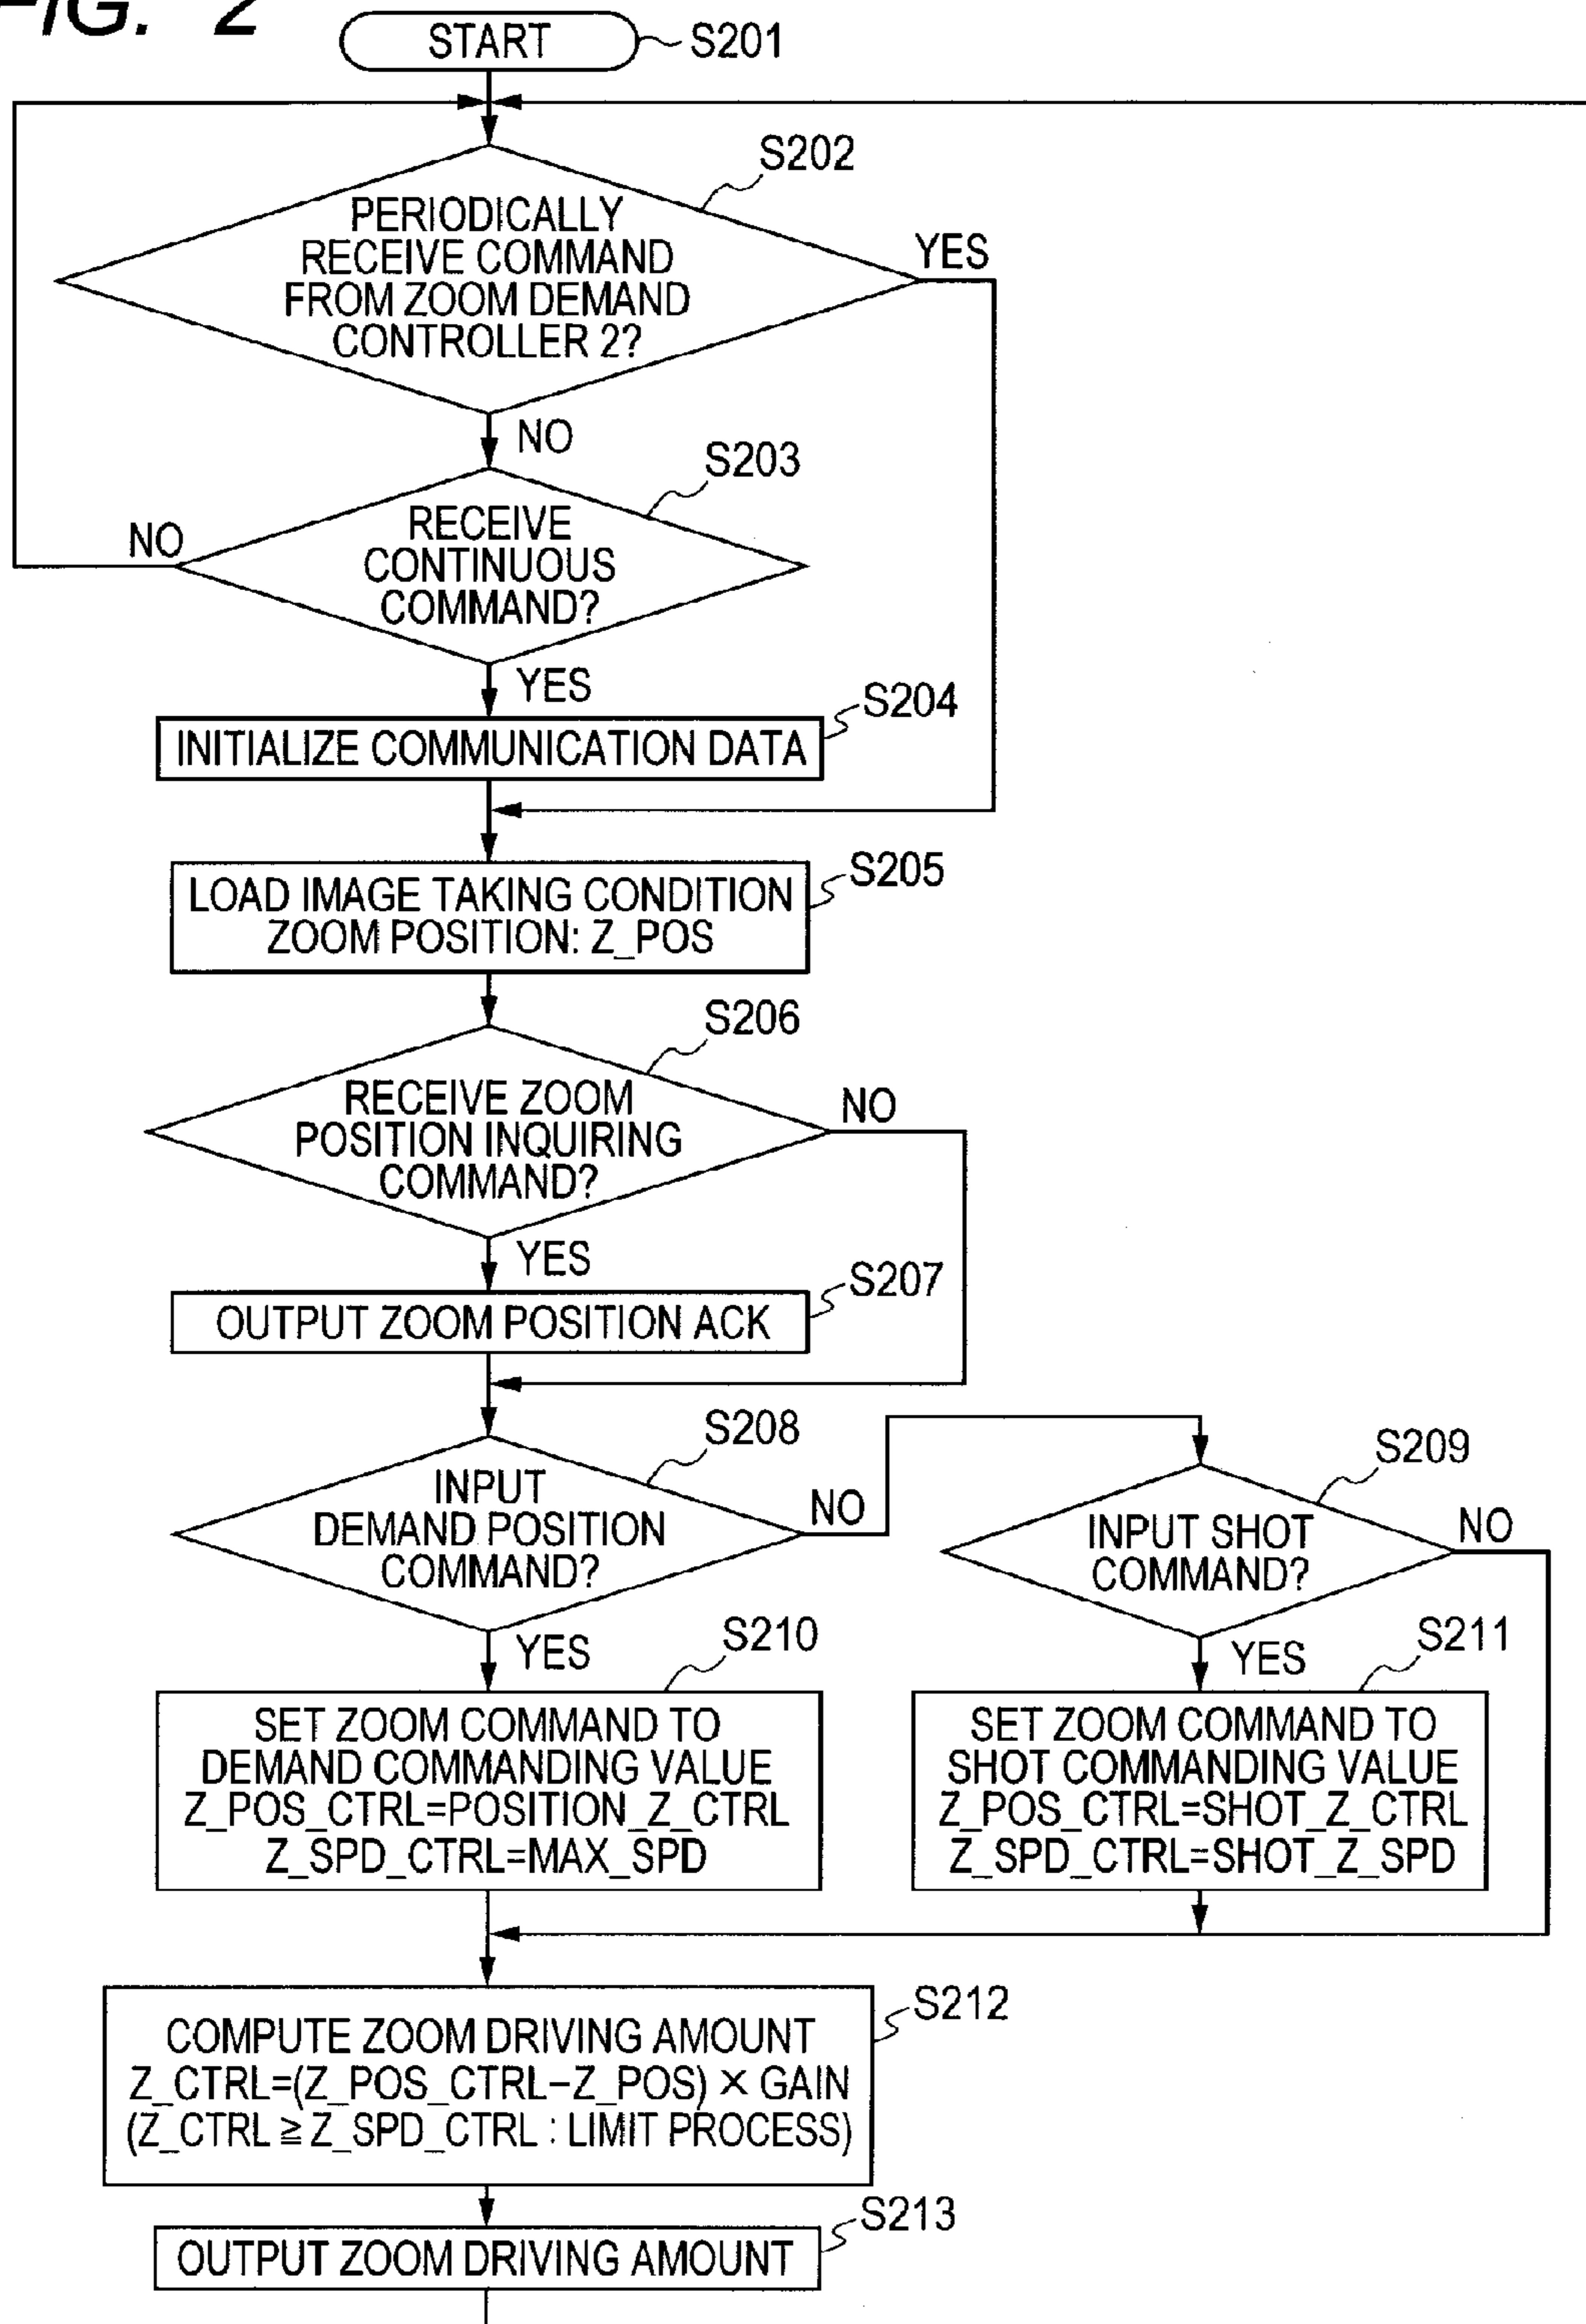 FIG. 2
START
S201
S202
PERIODICALLY
RECEIVE COMMAND
FROM ZOOM DEMAND
CONTROLLER 2?
YES
NO
S203
RECEIVE
CONTINUOUS
COMMAND?
NO
YES
S204
INITIALIZE COMMUNICATION DATA
S205
LOAD IMAGE TAKING CONDITION
ZOOM POSITION: Z_POS
S206
RECEIVE ZOOM
POSITION INQUIRING
COMMAND?
NO
YES
S207
OUTPUT ZOOM POSITION ACK
S208
INPUT
DEMAND POSITION
COMMAND?
NO
YES
S209
INPUT SHOT
COMMAND?
NO
YES
S210
SET ZOOM COMMAND TO
DEMAND COMMANDING VALUE
Z_POS_CTRL=POSITION_Z_CTRL
Z_SPD_CTRL=MAX_SPD
S211
SET ZOOM COMMAND TO
SHOT COMMANDING VALUE
Z_POS_CTRL=SHOT_Z_CTRL
Z_SPD_CTRL=SHOT_Z_SPD
S212
COMPUTE ZOOM DRIVING AMOUNT
Z_CTRL=(Z_POS_CTRL−Z_POS) × GAIN
(Z_CTRL ≧ Z_SPD_CTRL : LIMIT PROCESS)
S213
OUTPUT ZOOM DRIVING AMOUNT